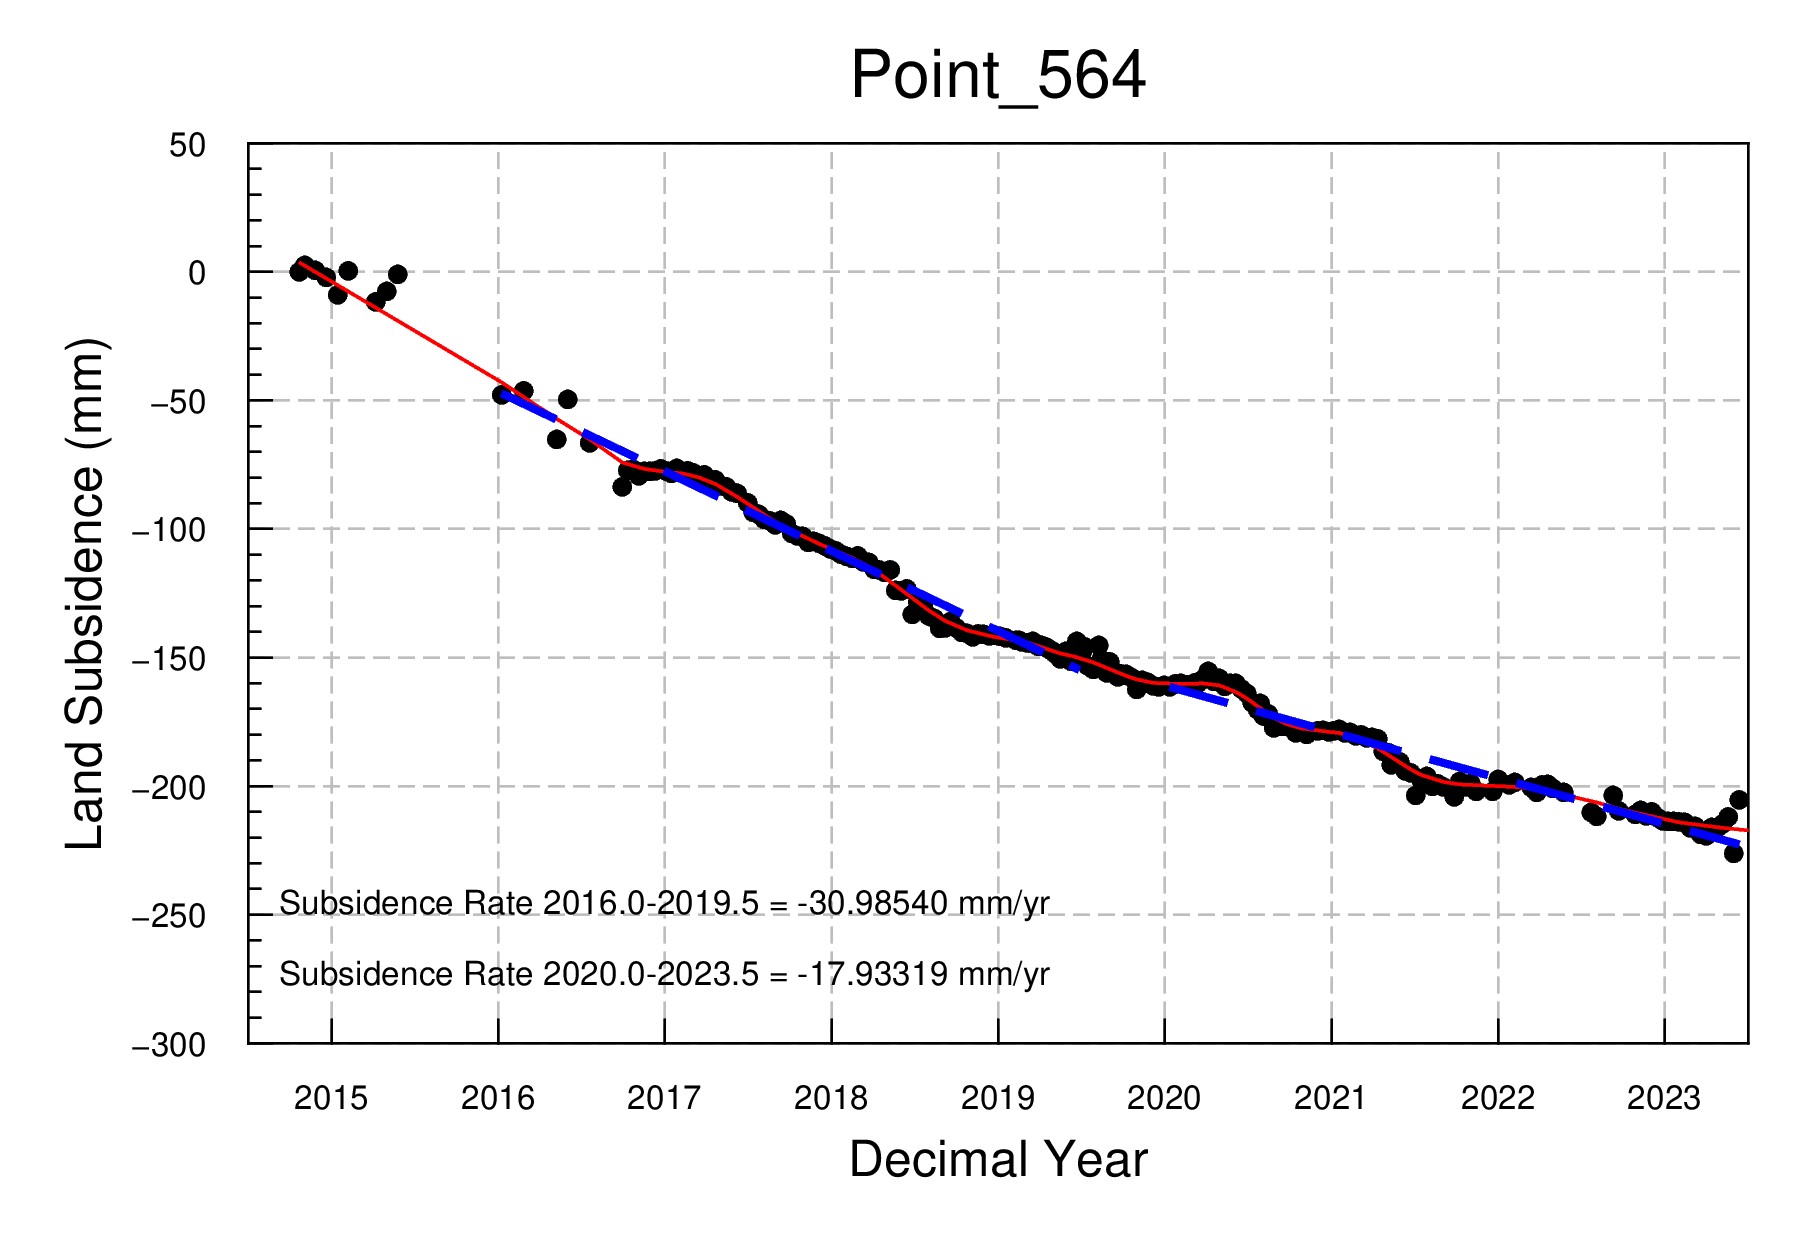 Point_564
50
0
−50
−100
−150
−200
−250
−300
Land Subsidence (mm)
Subsidence Rate 2016.0-2019.5 = -30.98540 mm/yr
Subsidence Rate 2020.0-2023.5 = -17.93319 mm/yr
2015 2016 2017 2018 2019 2020 2021 2022 2023
Decimal Year